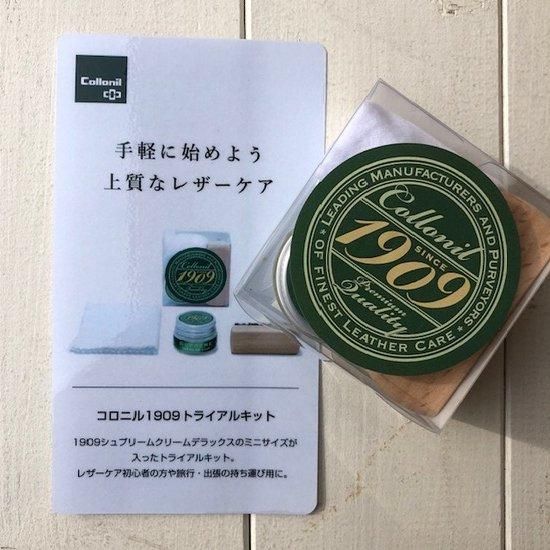 Collonil
手軽に始めよう
上質なレザーケア
Collonil
1909
コロニル1909トライアルキット
1909シュプリームクリームデラックスのミニサイズが
入ったトライアルキット。
レザーケア初心者の方や旅行・出張の持ち運び用に。
LEADING MANUFACTURERS AND PURVEYORS
OF FINEST LEATHER CARE
Collonil
SINCE
1909
Premium
Quality